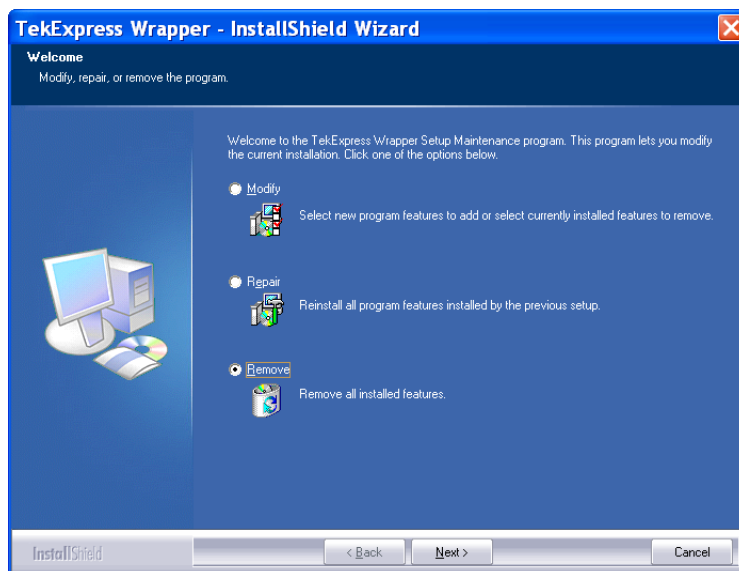 TekExpress Wrapper - InstallShield Wizard
Welcome
Modify, repair, or remove the program.
Welcome to the TekExpress Wrapper Setup Maintenance program. This program lets you modify
the current installation. Click one of the options below.
Modify
Select new program features to add or select currently installed features to remove.
Repair
Reinstall all program features installed by the previous setup.
Remove
Remove all installed features.
InstallShield
< Back
Next >
Cancel